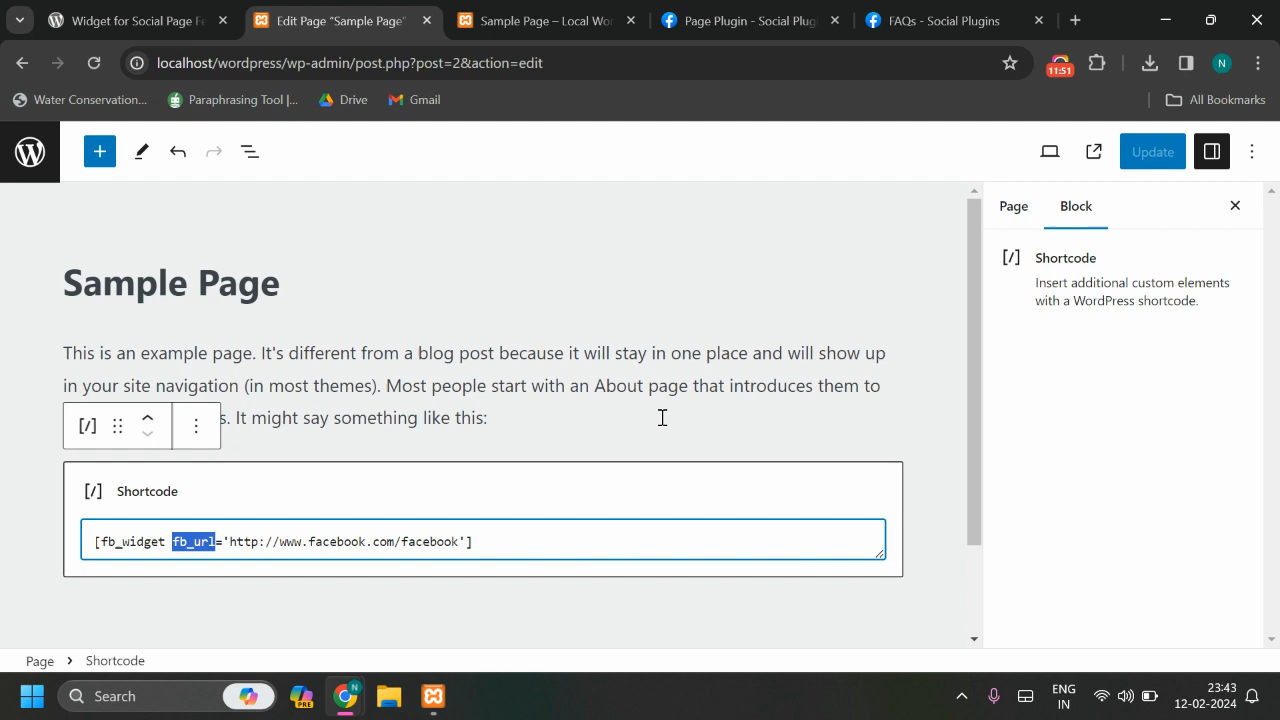 Widget for Social Page Fe
Edit Page “Sample Page”
Sample Page – Local Wor
Page Plugin - Social Plug
FAQs - Social Plugins
localhost/wordpress/wp-admin/post.php?post=2&action=edit
11:51
N
Water Conservation...
Paraphrasing Tool |...
Drive
Gmail
All Bookmarks
Update
Page
Block
Sample Page
[/] Shortcode
Insert additional custom elements
with a WordPress shortcode.
This is an example page. It's different from a blog post because it will stay in one place and will show up
in your site navigation (in most themes). Most people start with an About page that introduces them to
s. It might say something like this:
[/]
[/] Shortcode
[fb_widget fb_url='http://www.facebook.com/facebook']
Page > Shortcode
Search
PRE
N
ENG
IN
23:43
12-02-2024